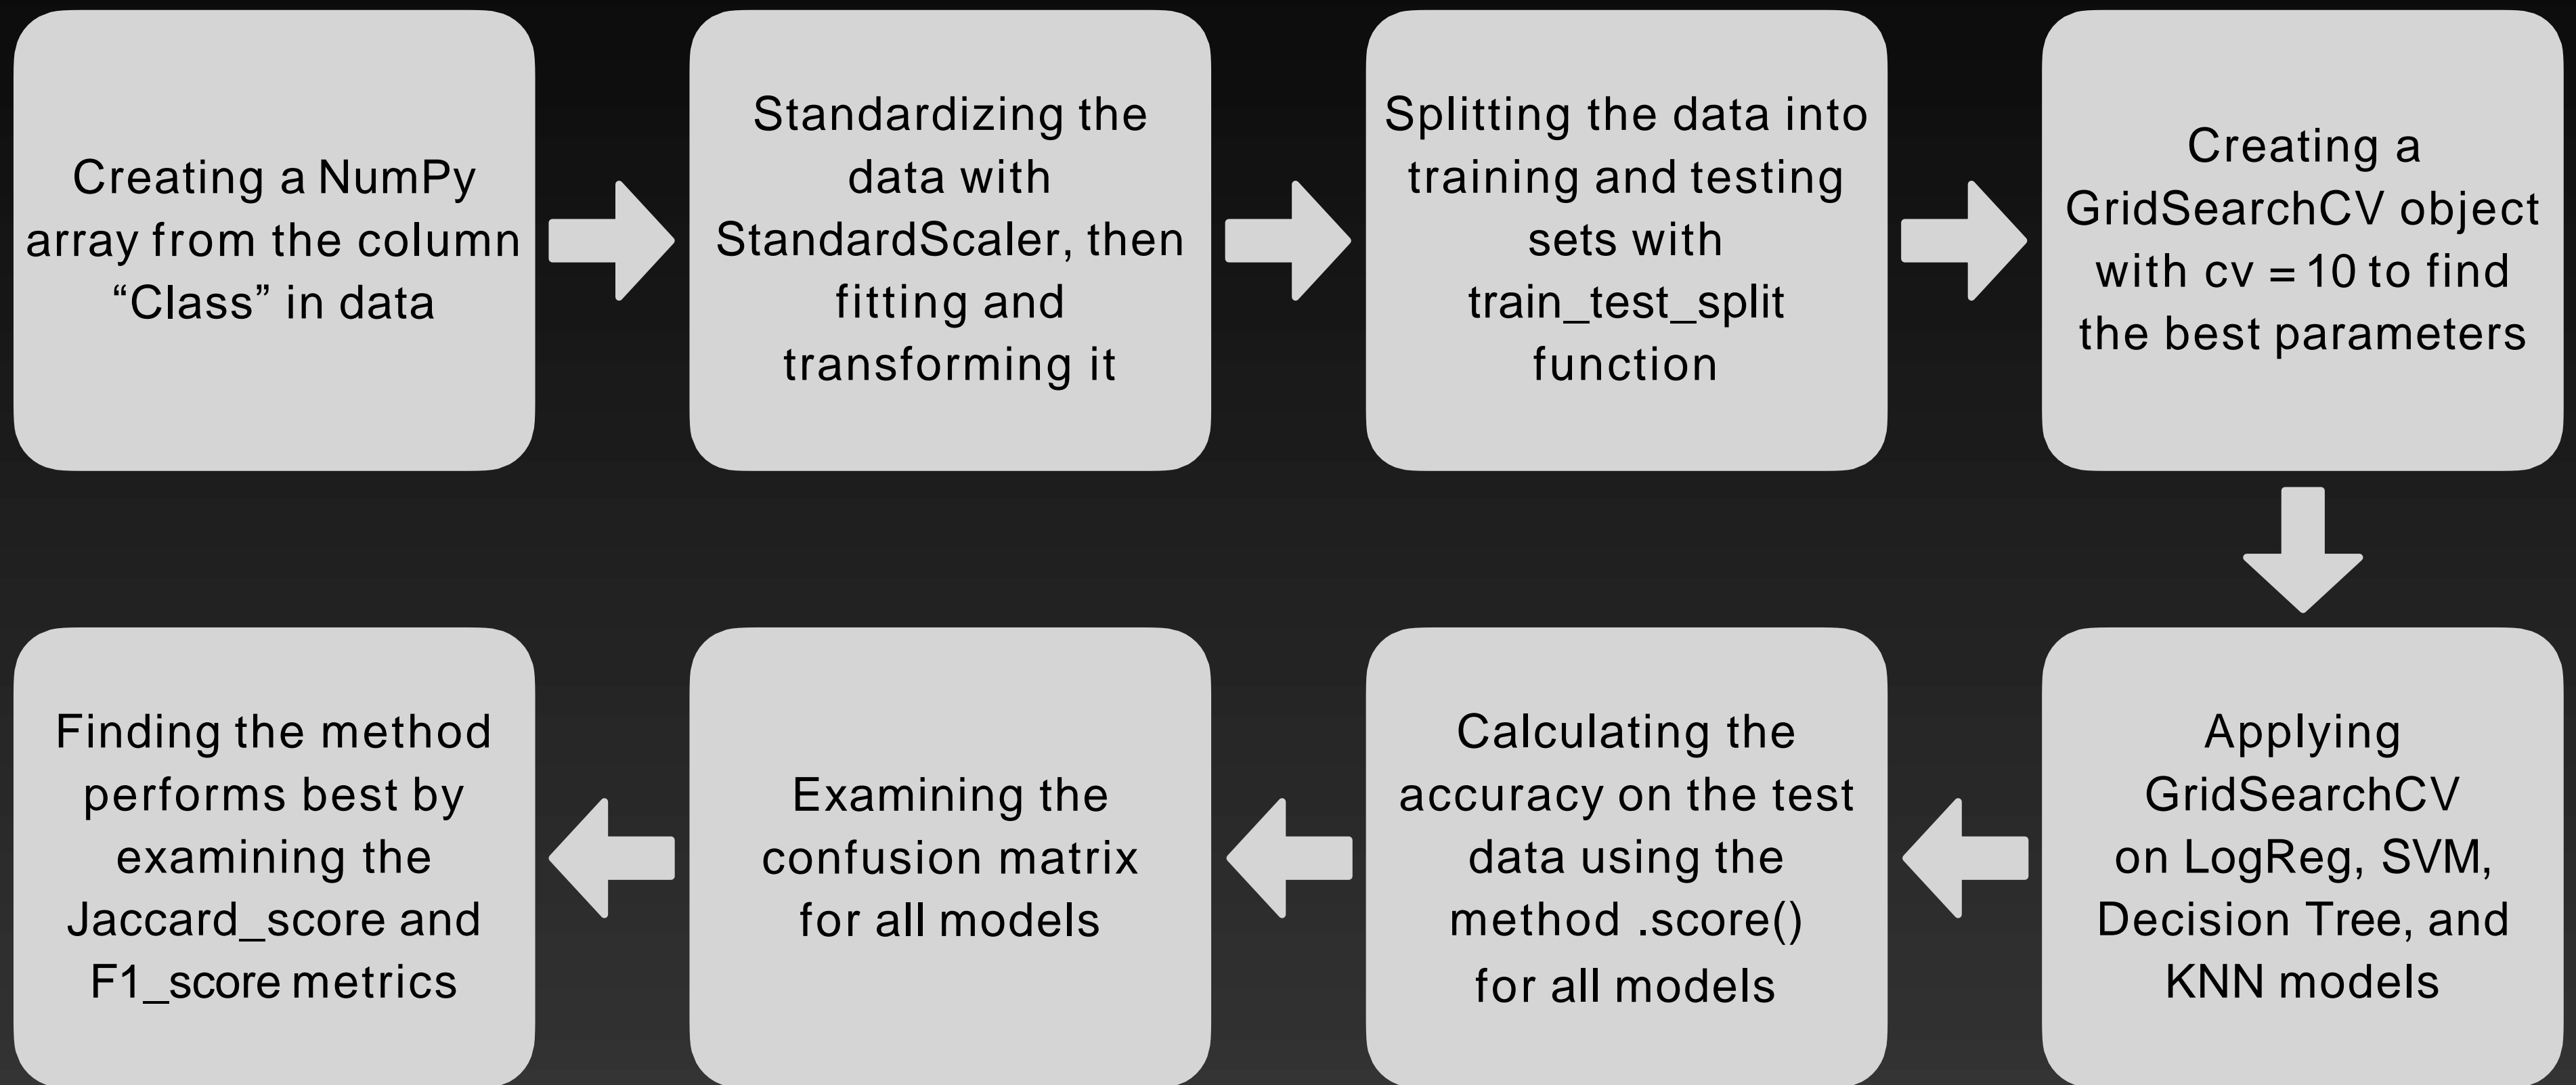 Creating a NumPy
array from the column
“Class” in data
Standardizing the
data with
StandardScaler, then
fitting and
transforming it
Splitting the data into
training and testing
sets with
train_test_split
function
Creating a
GridSearchCV object
with cv = 10 to find
the best parameters
Applying
GridSearchCV
on LogReg, SVM,
Decision Tree, and
KNN models
Calculating the
accuracy on the test
data using the
method .score()
for all models
Examining the
confusion matrix
for all models
Finding the method
performs best by
examining the
Jaccard_score and
F1_score metrics